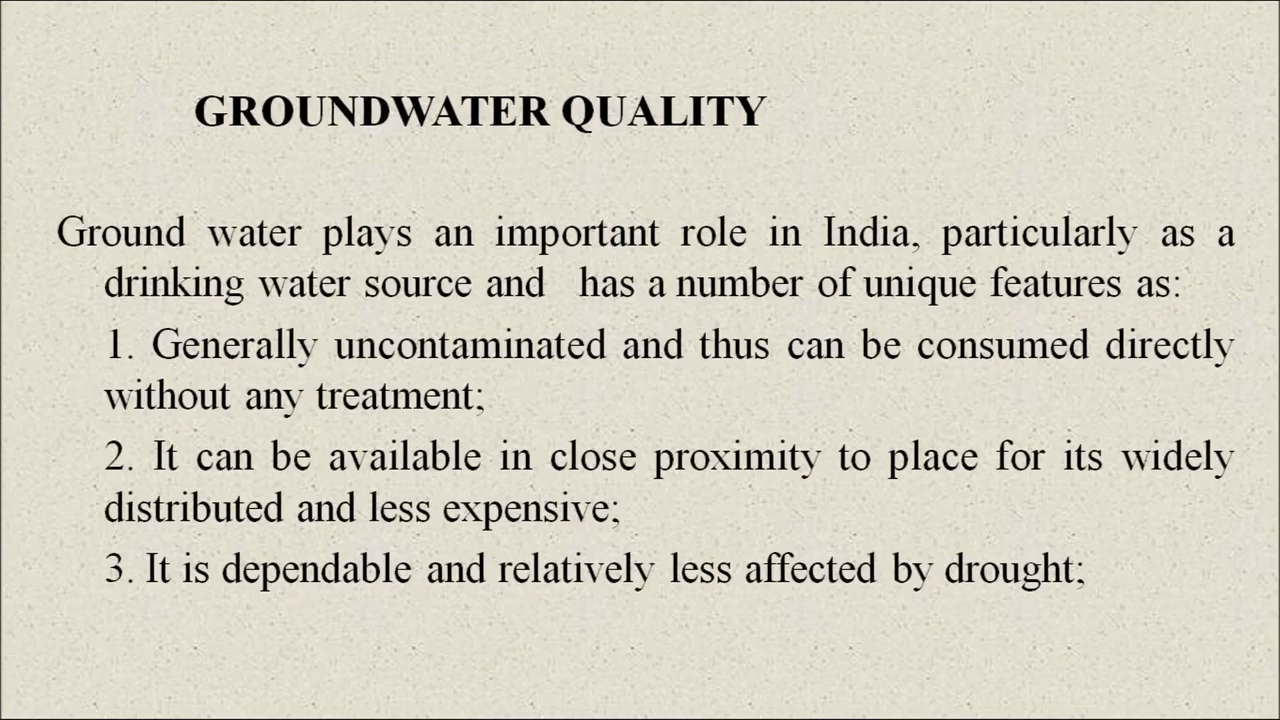 GROUNDWATER QUALITY
Ground water plays an important role in India, particularly as a
drinking water source and has a number of unique features as:
1. Generally uncontaminated and thus can be consumed directly
without any treatment;
2. It can be available in close proximity to place for its widely
distributed and less expensive;
3. It is dependable and relatively less affected by drought;